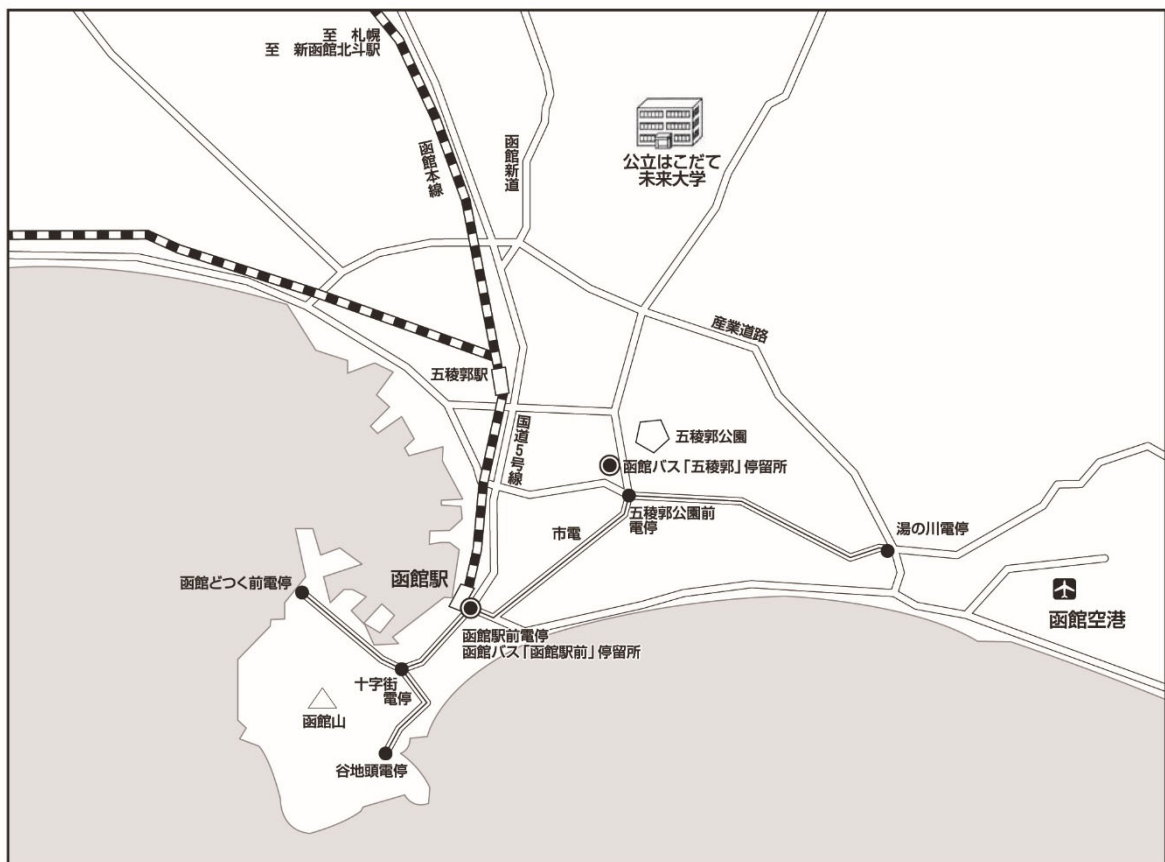 至　札幌
至　新函館北斗駅
函館本線
函館新道
公立はこだて
未来大学
産業道路
五稜郭駅
国道5号線
五稜郭公園
函館バス「五稜郭」停留所
五稜郭公園前
電停
市電
湯の川電停
函館どつく前電停
函館駅
函館空港
函館駅前電停
函館バス「函館駅前」停留所
十字街
電停
函館山
谷地頭電停